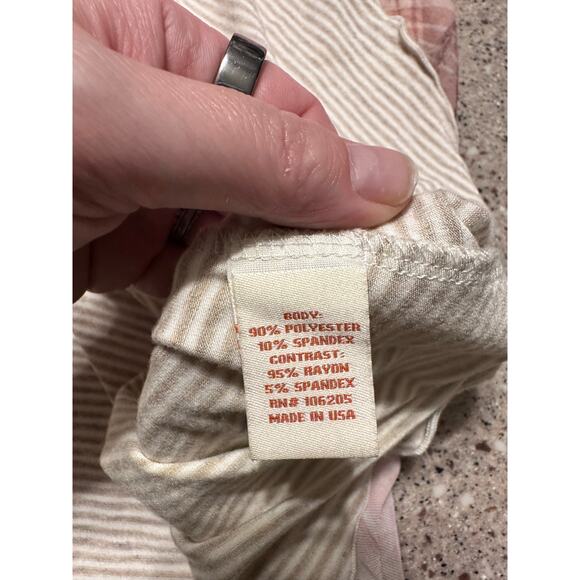 BODY:
90% POLYESTER
10% SPANDEX
CONTRAST:
95% RAYON
5% SPANDEX
RN# 106205
MADE IN USA